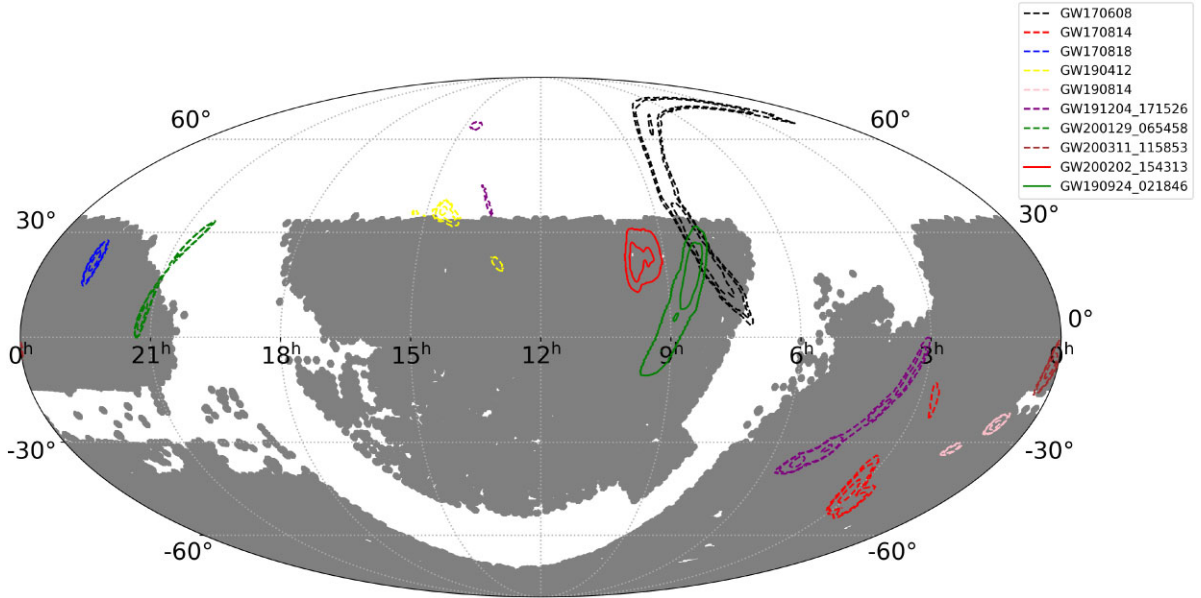 GW170608
GW170814
GW170818
GW190412
GW190814
GW191204_171526
GW200129_065458
GW200311_115853
GW200202_154313
GW190924_021846
60° 60°
30° 30°
0°
0h 21h 18h 15h 12h 9h 6h 3h 0h
-30° -30°
-60° -60°